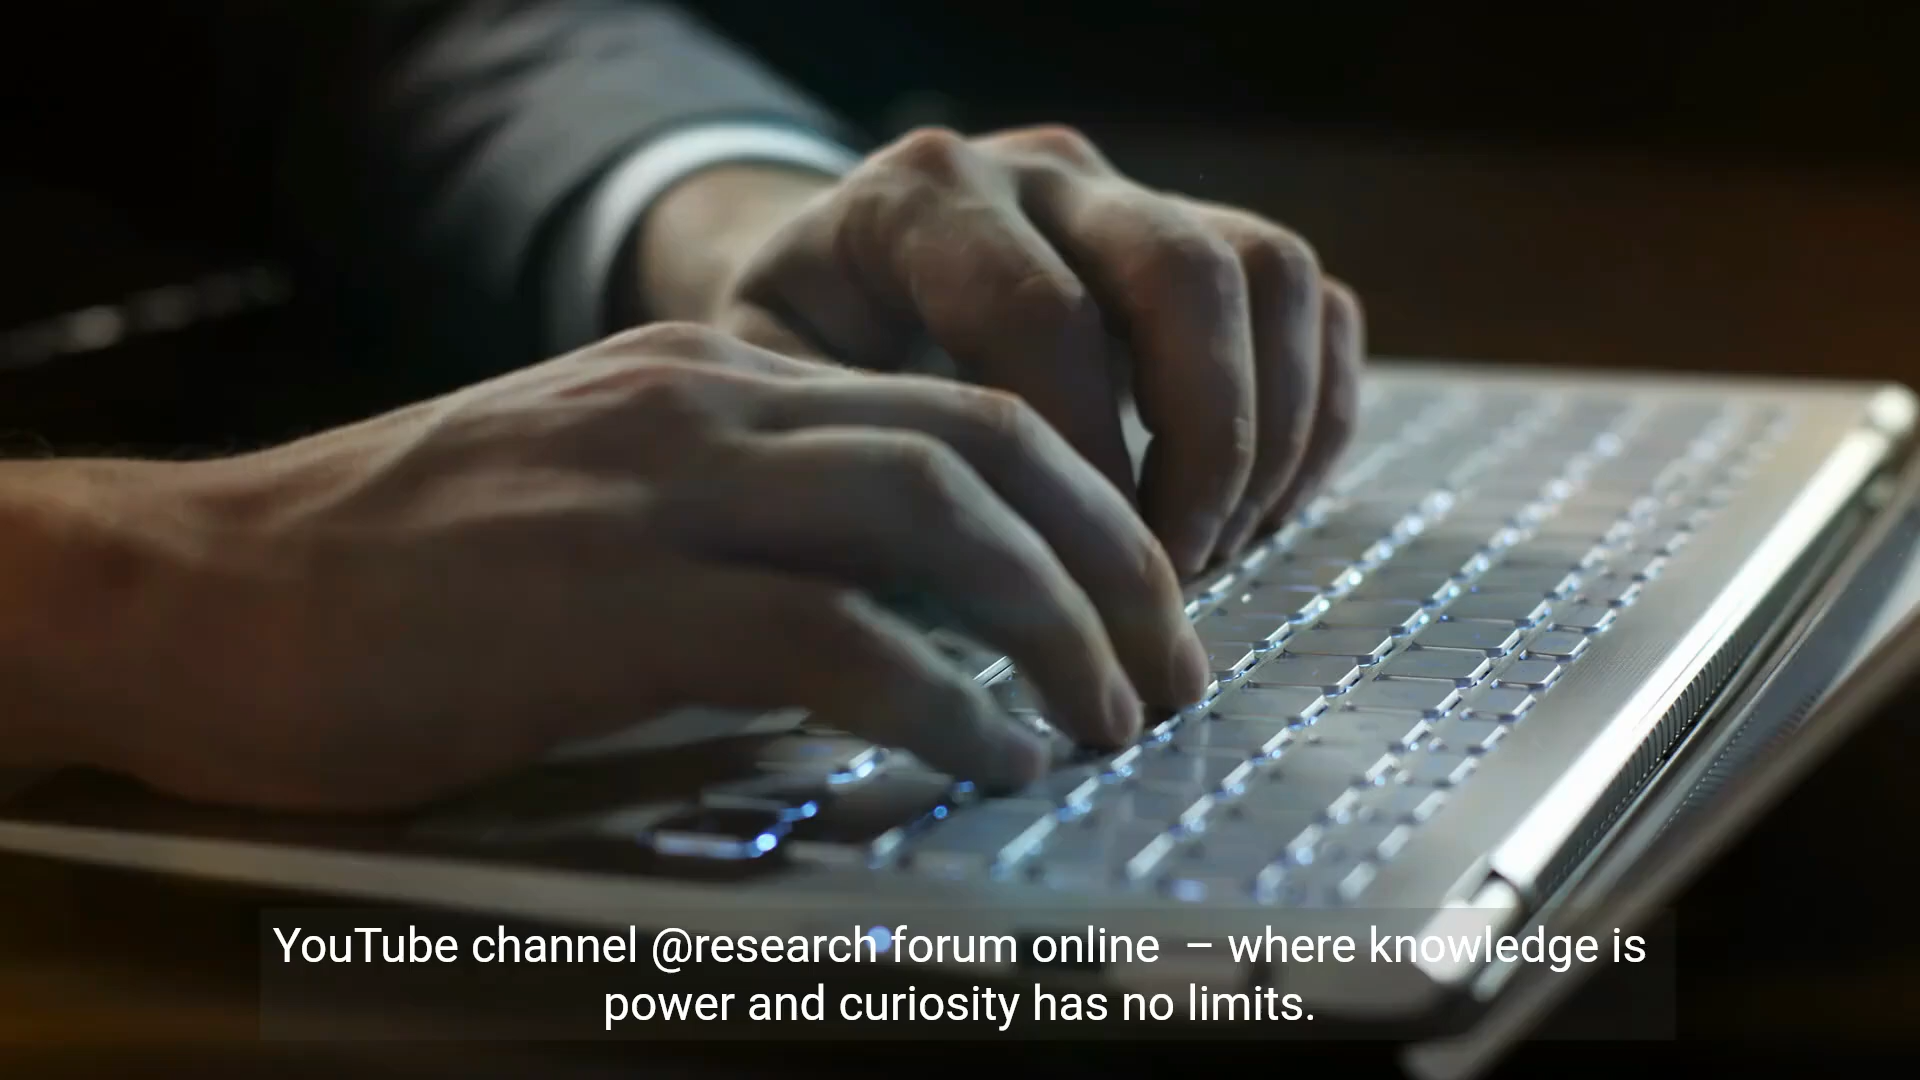 YouTube channel @research forum online – where knowledge is
power and curiosity has no limits.